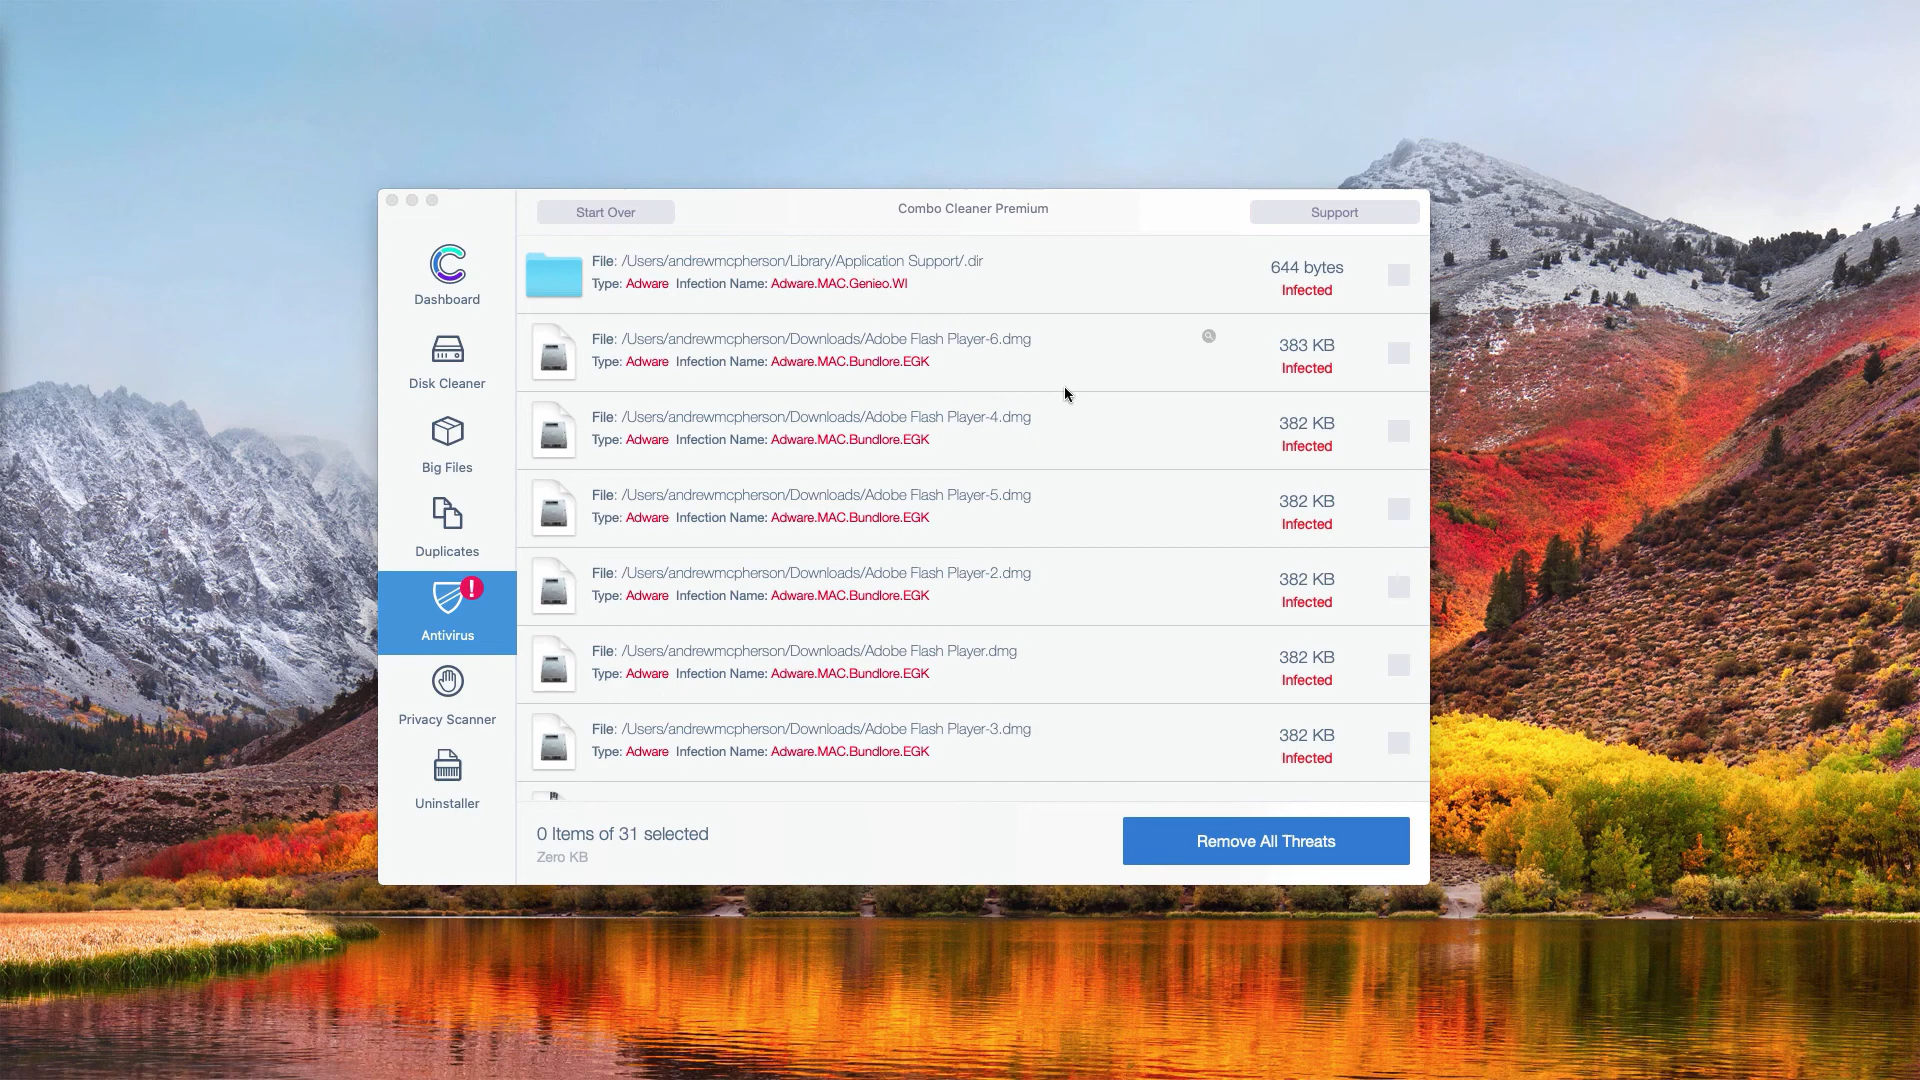 Start Over
Combo Cleaner Premium
Support
Dashboard
Disk Cleaner
Big Files
Duplicates
Antivirus
Privacy Scanner
Uninstaller
File: /Users/andrewmcpherson/Library/Application Support/.dir
Type: Adware Infection Name: Adware.MAC.Genieo.WI
644 bytes
Infected
File: /Users/andrewmcpherson/Downloads/Adobe Flash Player-6.dmg
Type: Adware Infection Name: Adware.MAC.Bundlore.EGK
383 KB
Infected
File: /Users/andrewmcpherson/Downloads/Adobe Flash Player-4.dmg
Type: Adware Infection Name: Adware.MAC.Bundlore.EGK
382 KB
Infected
File: /Users/andrewmcpherson/Downloads/Adobe Flash Player-5.dmg
Type: Adware Infection Name: Adware.MAC.Bundlore.EGK
382 KB
Infected
File: /Users/andrewmcpherson/Downloads/Adobe Flash Player-2.dmg
Type: Adware Infection Name: Adware.MAC.Bundlore.EGK
382 KB
Infected
File: /Users/andrewmcpherson/Downloads/Adobe Flash Player.dmg
Type: Adware Infection Name: Adware.MAC.Bundlore.EGK
382 KB
Infected
File: /Users/andrewmcpherson/Downloads/Adobe Flash Player-3.dmg
Type: Adware Infection Name: Adware.MAC.Bundlore.EGK
382 KB
Infected
0 Items of 31 selected
Zero KB
Remove All Threats